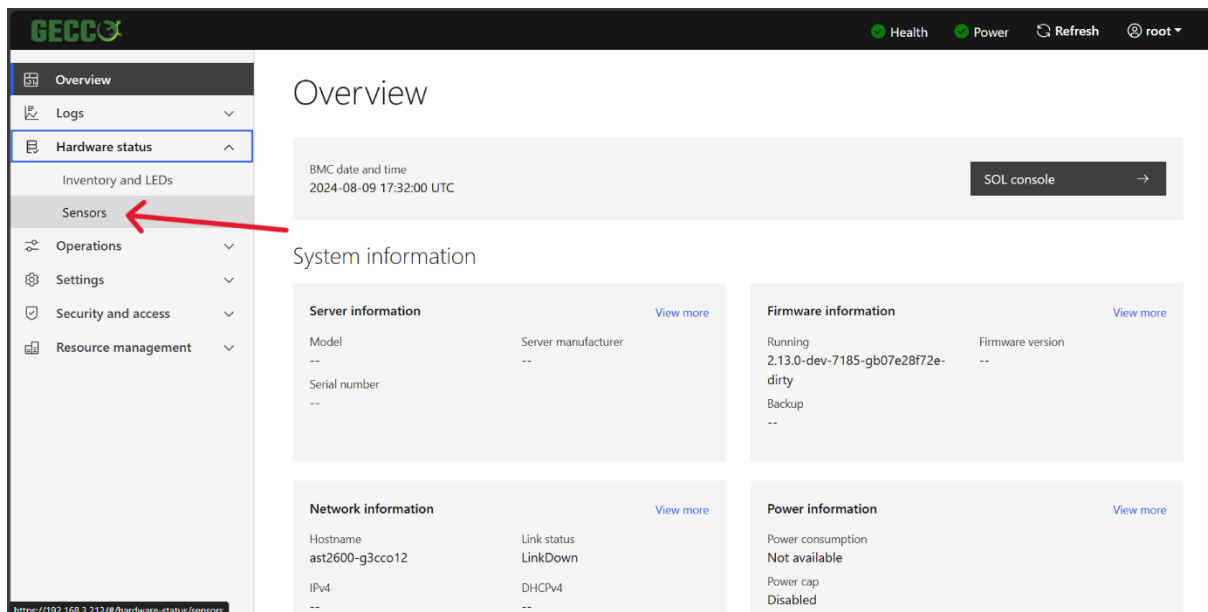 GECCO
Health
Power
Refresh
root
Overview
Logs
Hardware status
Inventory and LEDs
Sensors
Operations
Settings
Security and access
Resource management
Overview
BMC date and time
2024-08-09 17:32:00 UTC
SOL console
System information
Server information
View more
Model
Server manufacturer
--
--
Serial number
--
Firmware information
View more
Running
Firmware version
2.13.0-dev-7185-gb07e28f72e-
--
dirty
Backup
--
Network information
View more
Hostname
Link status
ast2600-g3cco12
LinkDown
IPv4
DHCPv4
--
--
Power information
View more
Power consumption
Not available
Power cap
Disabled
https://192.168.3.212/#/hardware-status/sensors